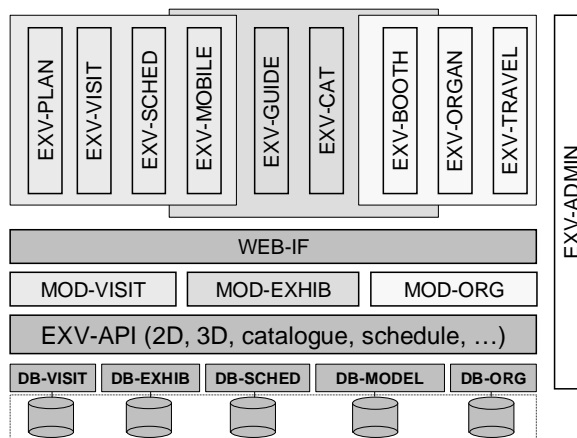 EXV-PLAN
EXV-VISIT
EXV-SCHED
EXV-MOBILE
EXV-GUIDE
EXV-CAT
EXV-BOOTH
EXV-ORGAN
EXV-TRAVEL
EXV-ADMIN
WEB-IF
MOD-VISIT
MOD-EXHIB
MOD-ORG
EXV-API (2D, 3D, catalogue, schedule, …)
DB-VISIT
DB-EXHIB
DB-SCHED
DB-MODEL
DB-ORG